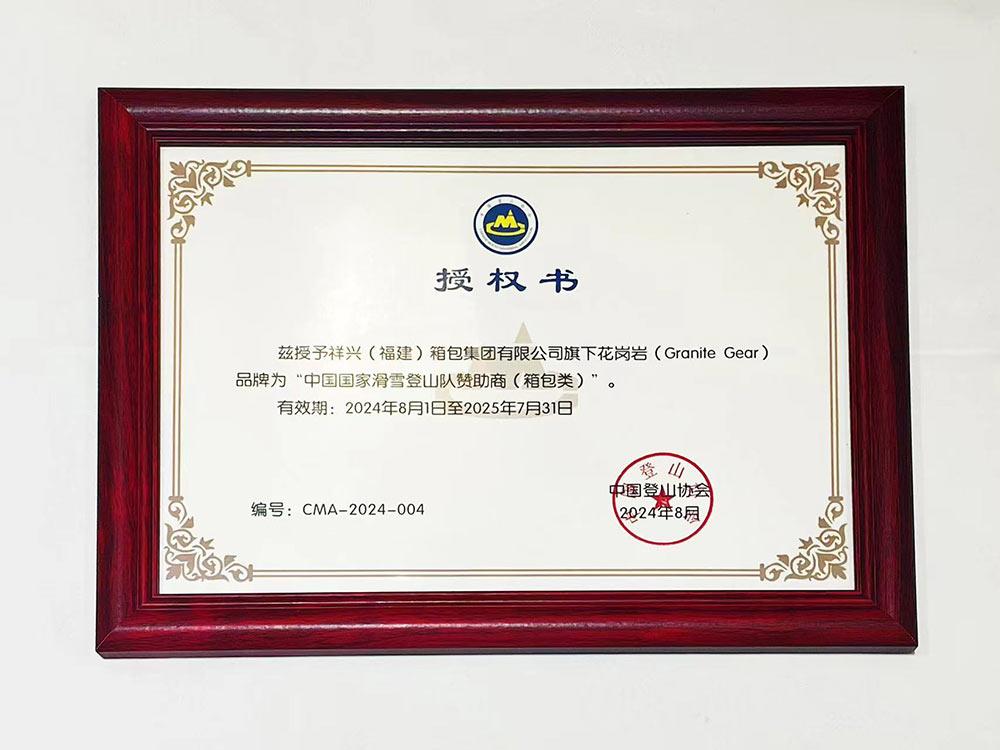 授权书
兹授予祥兴（福建）箱包集团有限公司旗下花岗岩（Granite Gear）
品牌为“中国国家滑雪登山队赞助商（箱包类）”。
有效期：2024年8月1日至2025年7月31日
编号：CMA-2024-004
中国登山协会
2024年8月
登山